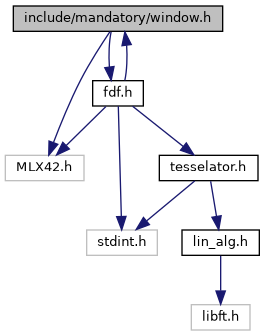 include/mandatory/window.h
fdf.h
MLX42.h
tesselator.h
stdint.h
lin_alg.h
libft.h